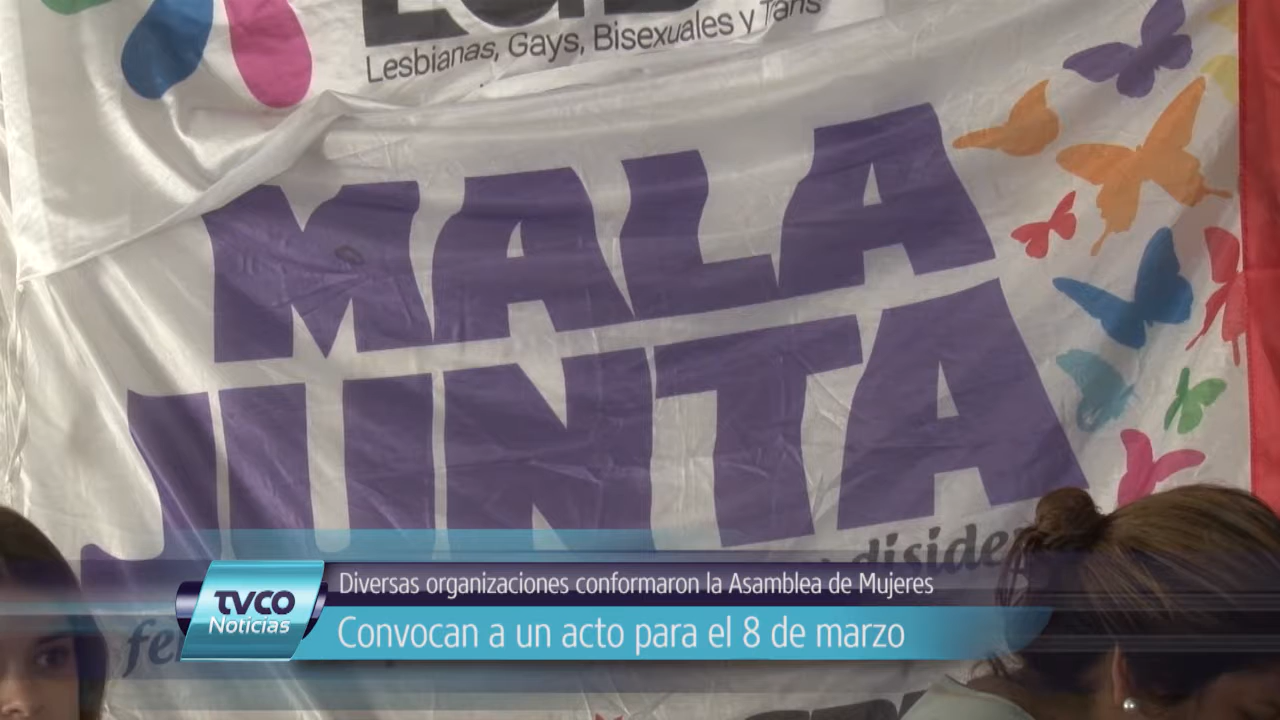 Lesbianas, Gays, Bisexuales y Trans
MALA
JUNTA
Diversas organizaciones conformaron la Asamblea de Mujeres
TVCO
Noticias
Convocan a un acto para el 8 de marzo